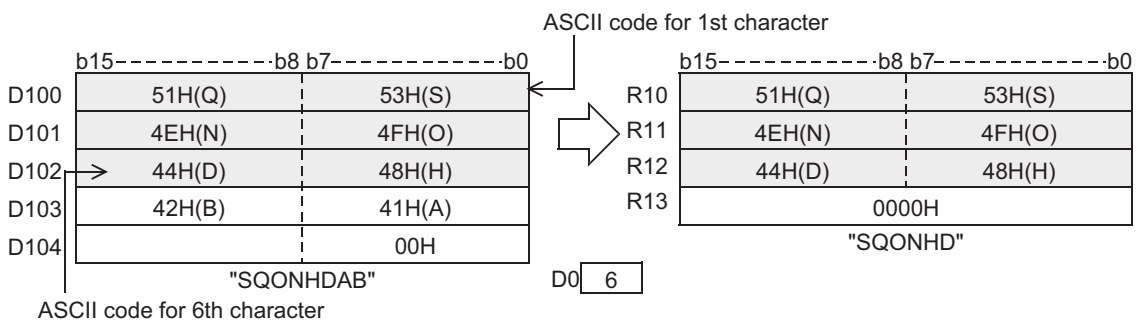 ASCII code for 1st character
b15------------b8 b7-------------b0 b15------------b8 b7-------------b0
D100 51H(Q) 53H(S) R10 51H(Q) 53H(S)
D101 4EH(N) 4FH(O) R11 4EH(N) 4FH(O)
D102 44H(D) 48H(H) R12 44H(D) 48H(H)
D103 42H(B) 41H(A) R13 0000H
D104 00H "SQONHD"
"SQONHDAB" D0 6
ASCII code for 6th character